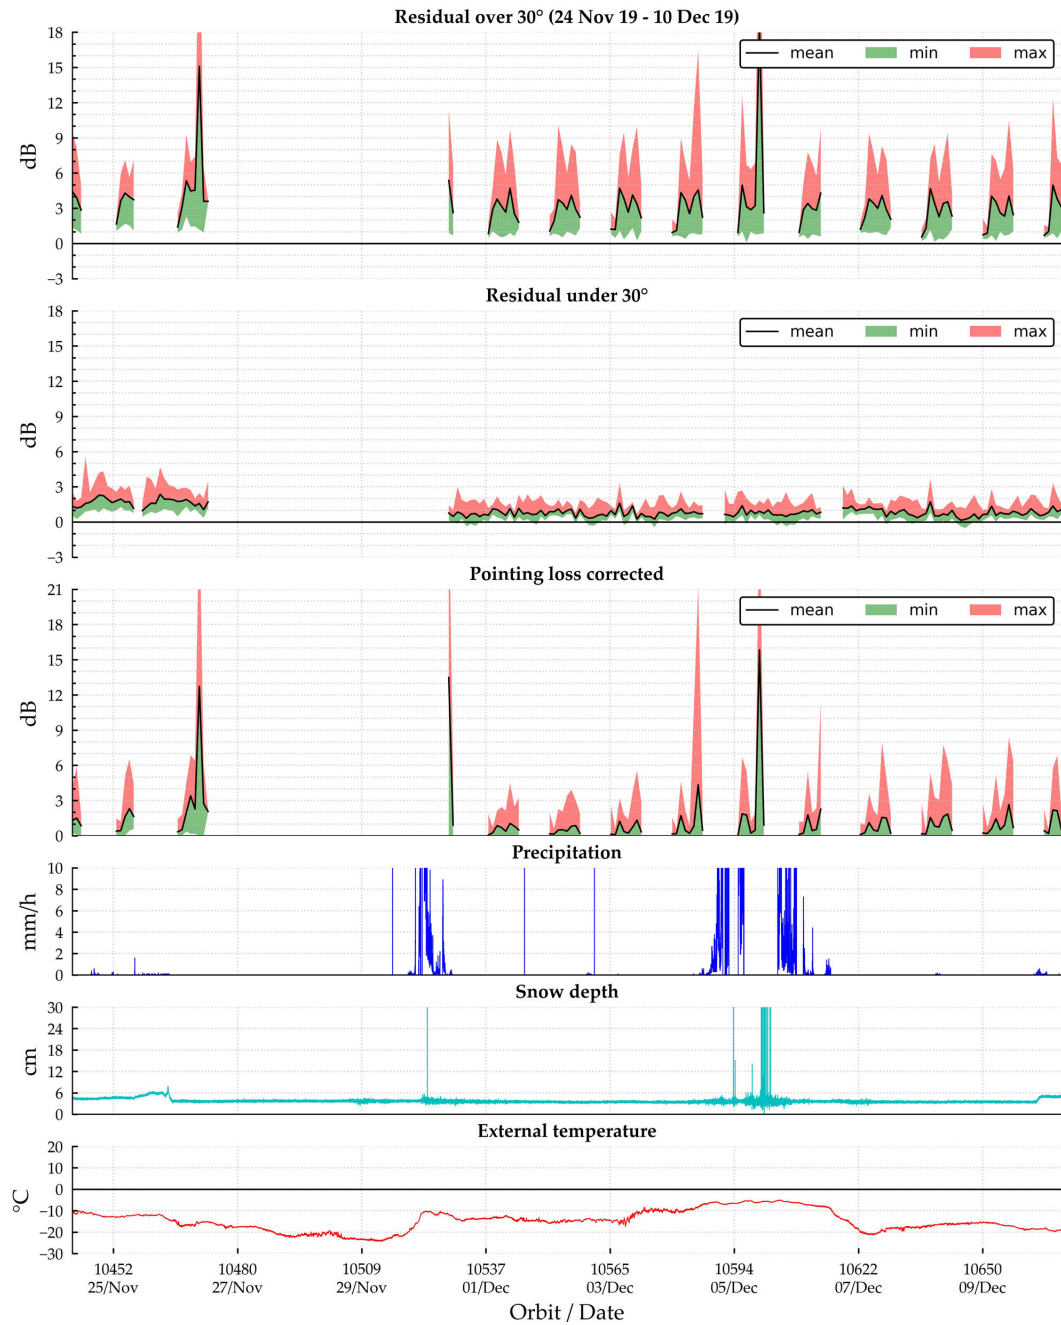 Residual over 30° (24 Nov 19 - 10 Dec 19)
18
15
12
9
6
3
0
−3
dB
mean min max
Residual under 30°
18
15
12
9
6
3
0
−3
dB
mean min max
Pointing loss corrected
21
18
15
12
9
6
3
0
dB
mean min max
Precipitation
10
8
6
4
2
0
mm/h
Snow depth
30
24
18
12
6
0
cm
External temperature
20
20
10
0
−10
−20
−30
°C
10452 10480 10509 10537 10565 10594 10622 10650
25/Nov 27/Nov 29/Nov 01/Dec 03/Dec 05/Dec 07/Dec 09/Dec
Orbit / Date